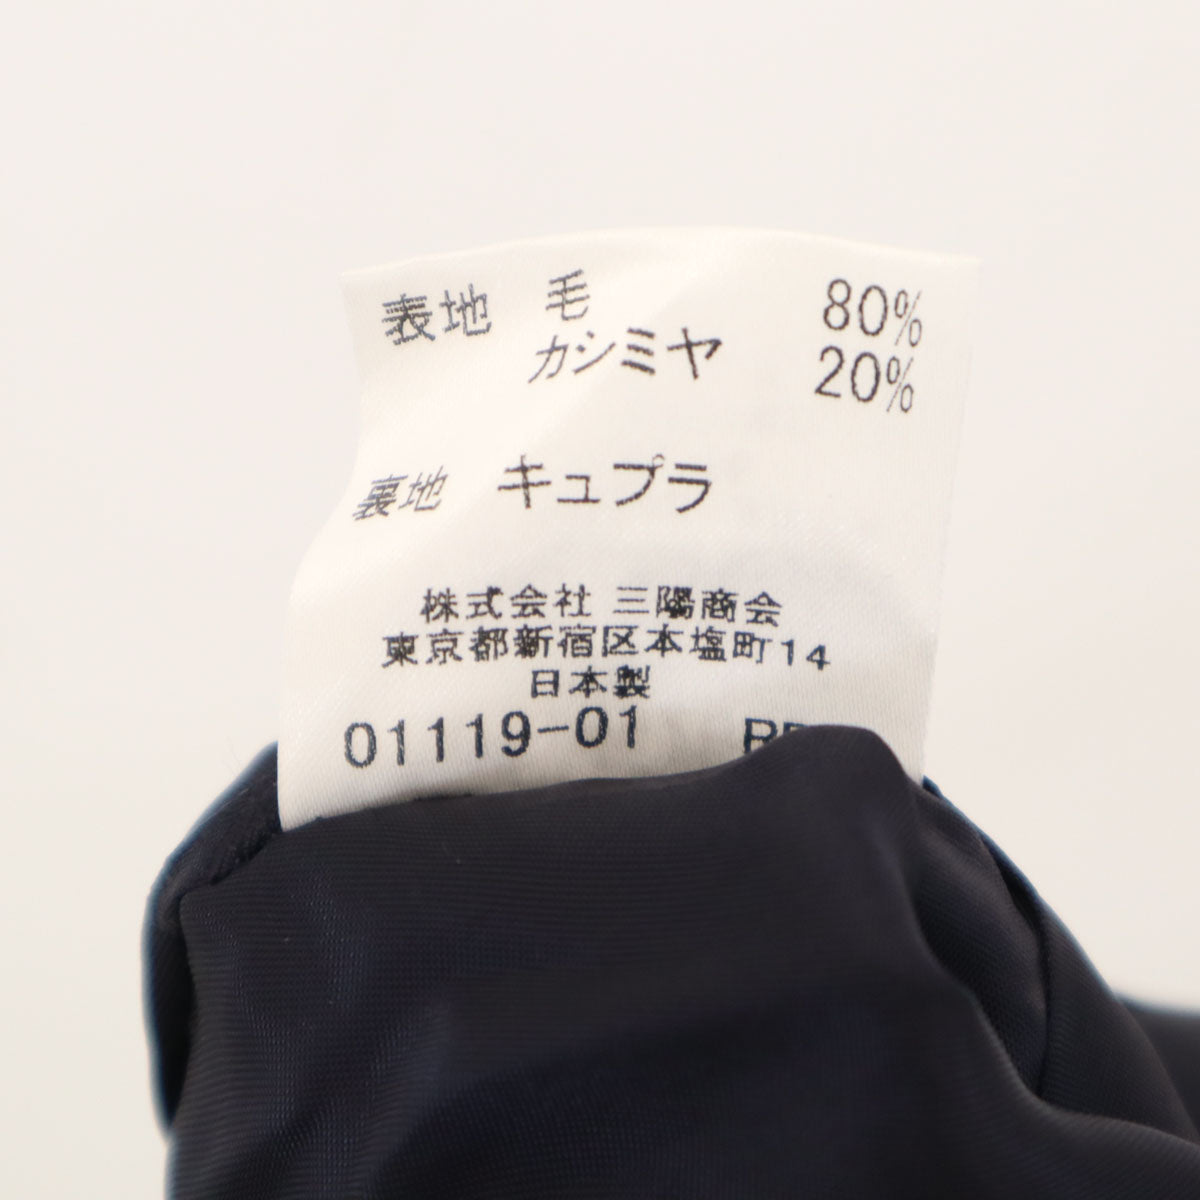 表地 毛 80%
カシミヤ 20%
裏地 キュプラ
株式会社 三陽商会
東京都新宿区本塩町14
日本製
01119-01